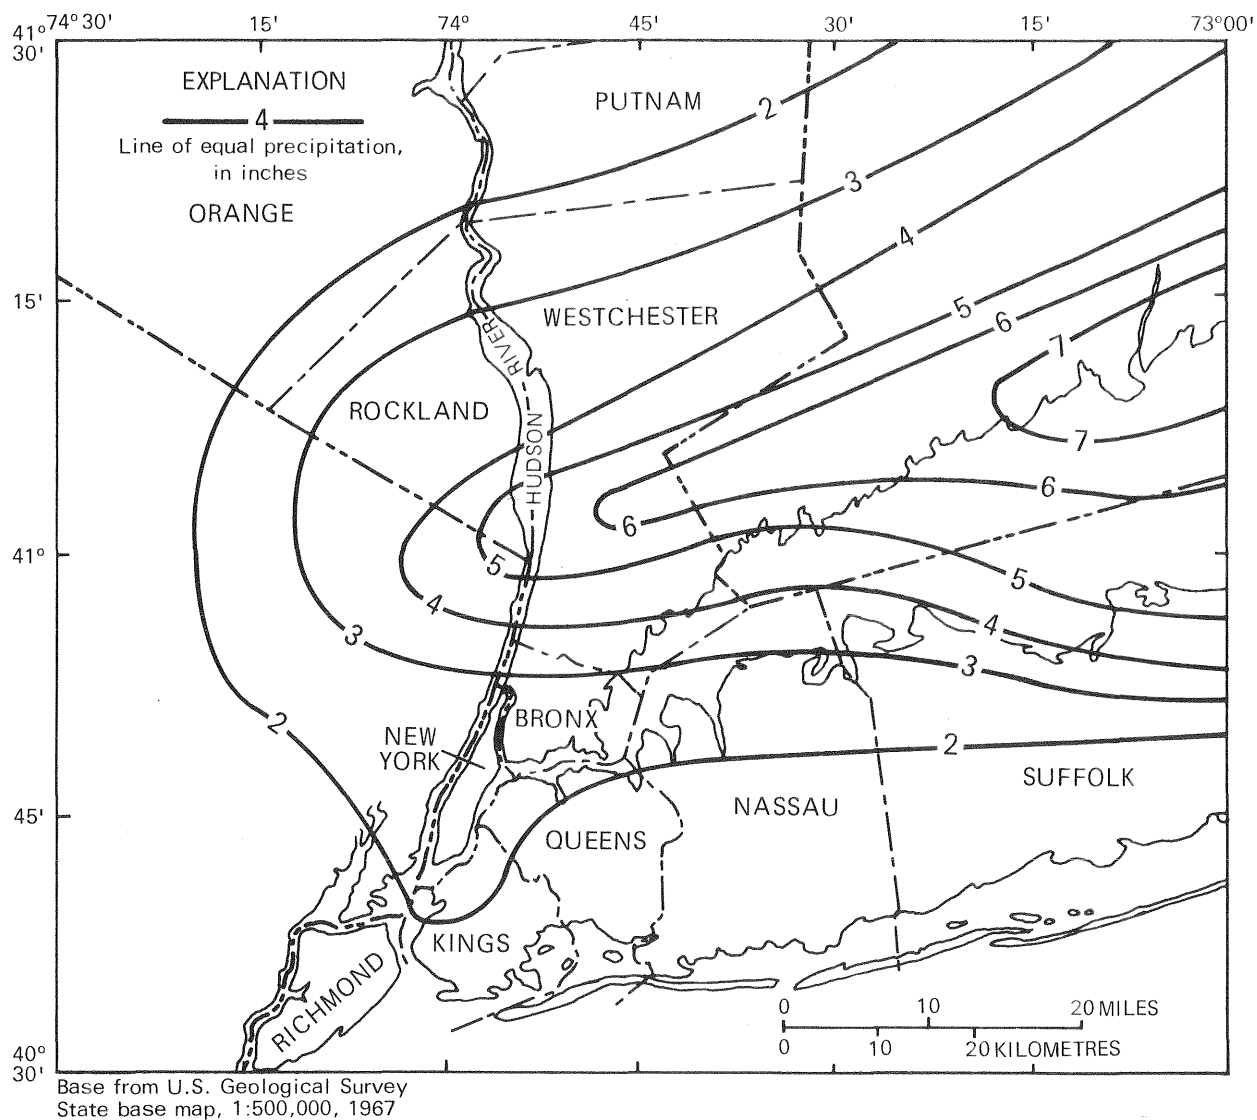 41° 74° 30' 15' 74° 45' 30' 15' 73° 00'
30'
EXPLANATION
4
Line of equal precipitation,
in inches
PUTNAM
2
3
ORANGE
4
15'
5
6
WESTCHESTER
7
RIVER
ROCKLAND
HUDSON
7
6
6
41°
5
5
4
4
3
3
2
BRONX
NEW
YORK
2
SUFFOLK
NASSAU
45'
QUEENS
KINGS
RICHMOND
0 10 20 MILES
0 10 20 KILOMETRES
40°
30'
Base from U.S. Geological Survey
State base map, 1:500,000, 1967